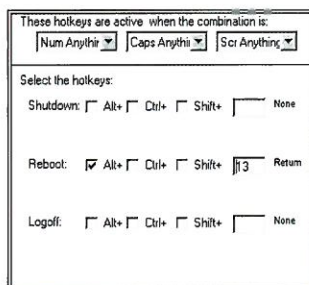 These hotkeys are active when the combination is:
Num Anythin Caps Anythi Scr Anything
Select the hotkeys:
Shutdown: Alt+ Ctrl+ Shift+ None
Reboot: Alt+ Ctrl+ Shift+ 13 Return
Logoff: Alt+ Ctrl+ Shift+ None